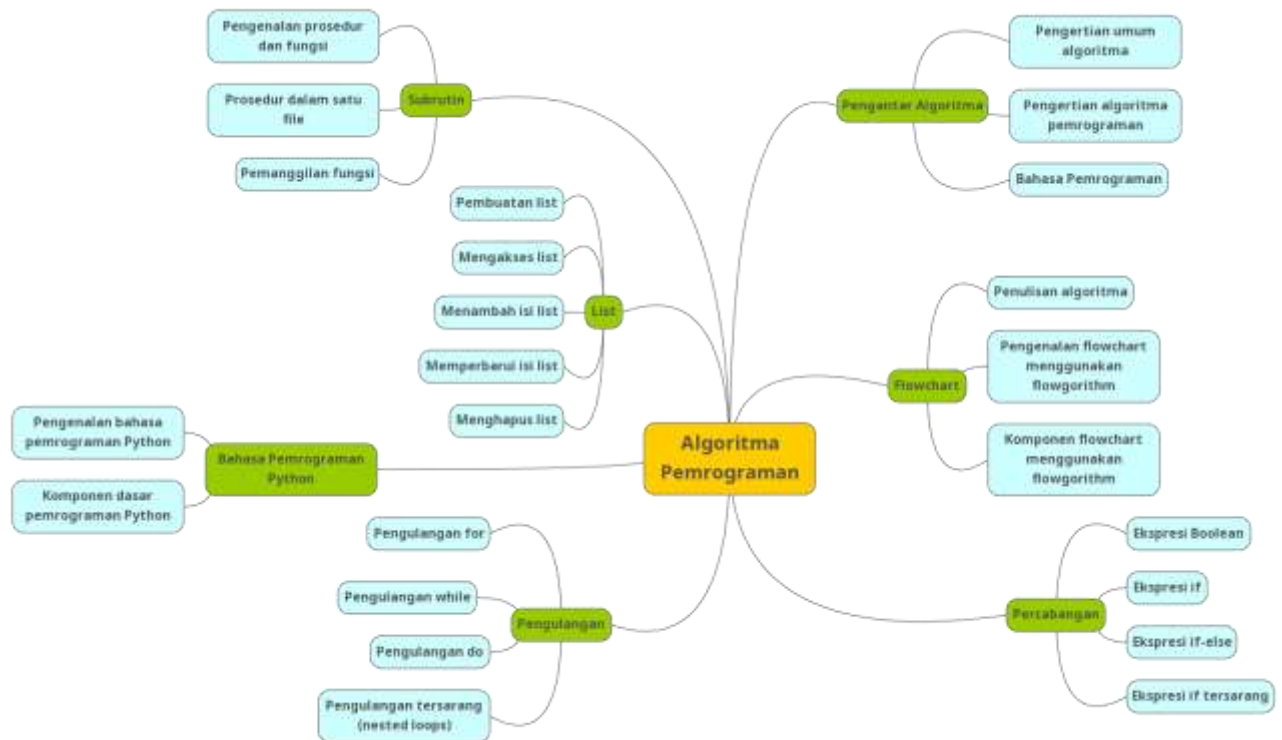 Pengenalan prosedur
dan fungsi
Prosedur dalam satu
file
Pemanggilan fungsi
Subrutin
Pengertian umum
algoritma
Pengantar Algoritma
Pengertian algoritma
pemrograman
Bahasa Pemrograman
Pembuatan list
Mengakses list
Menambah isi list
Memperbarui isi list
Menghapus list
List
Penulisan algoritma
Pengenalan flowchart
menggunakan
flowgorithm
Flowchart
Komponen flowchart
menggunakan
flowgorithm
Algoritma
Pemrograman
Pengenalan bahasa
pemrograman Python
Bahasa Pemrograman
Python
Komponen dasar
pemrograman Python
Pengulangan for
Pengulangan while
Pengulangan
Pengulangan do
Pengulangan tersarang
(nested loops)
Ekspresi Boolean
Ekspresi if
Percabangan
Ekspresi if-else
Ekspresi if tersarang